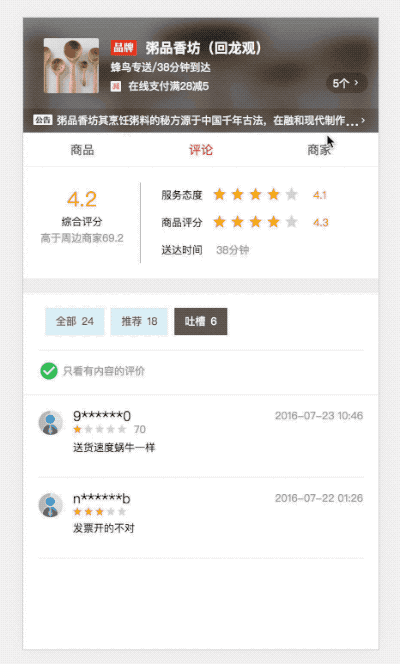 品牌 粥品香坊（回龙观）
蜂鸟专送/38分钟到达
减 在线支付满28减5
5个 >
公告 粥品香坊其烹饪粥料的秘方源于中国千年古法，在融和现代制作... >
商品 评论 商家
4.2
综合评分
高于周边商家69.2
服务态度 4.1
商品评分 4.3
送达时间 38分钟
全部 24 推荐 18 吐槽 6
只看有内容的评价
9******0 2016-07-23 10:46
70
送货速度蜗牛一样
n******b 2016-07-22 01:26
发票开的不对